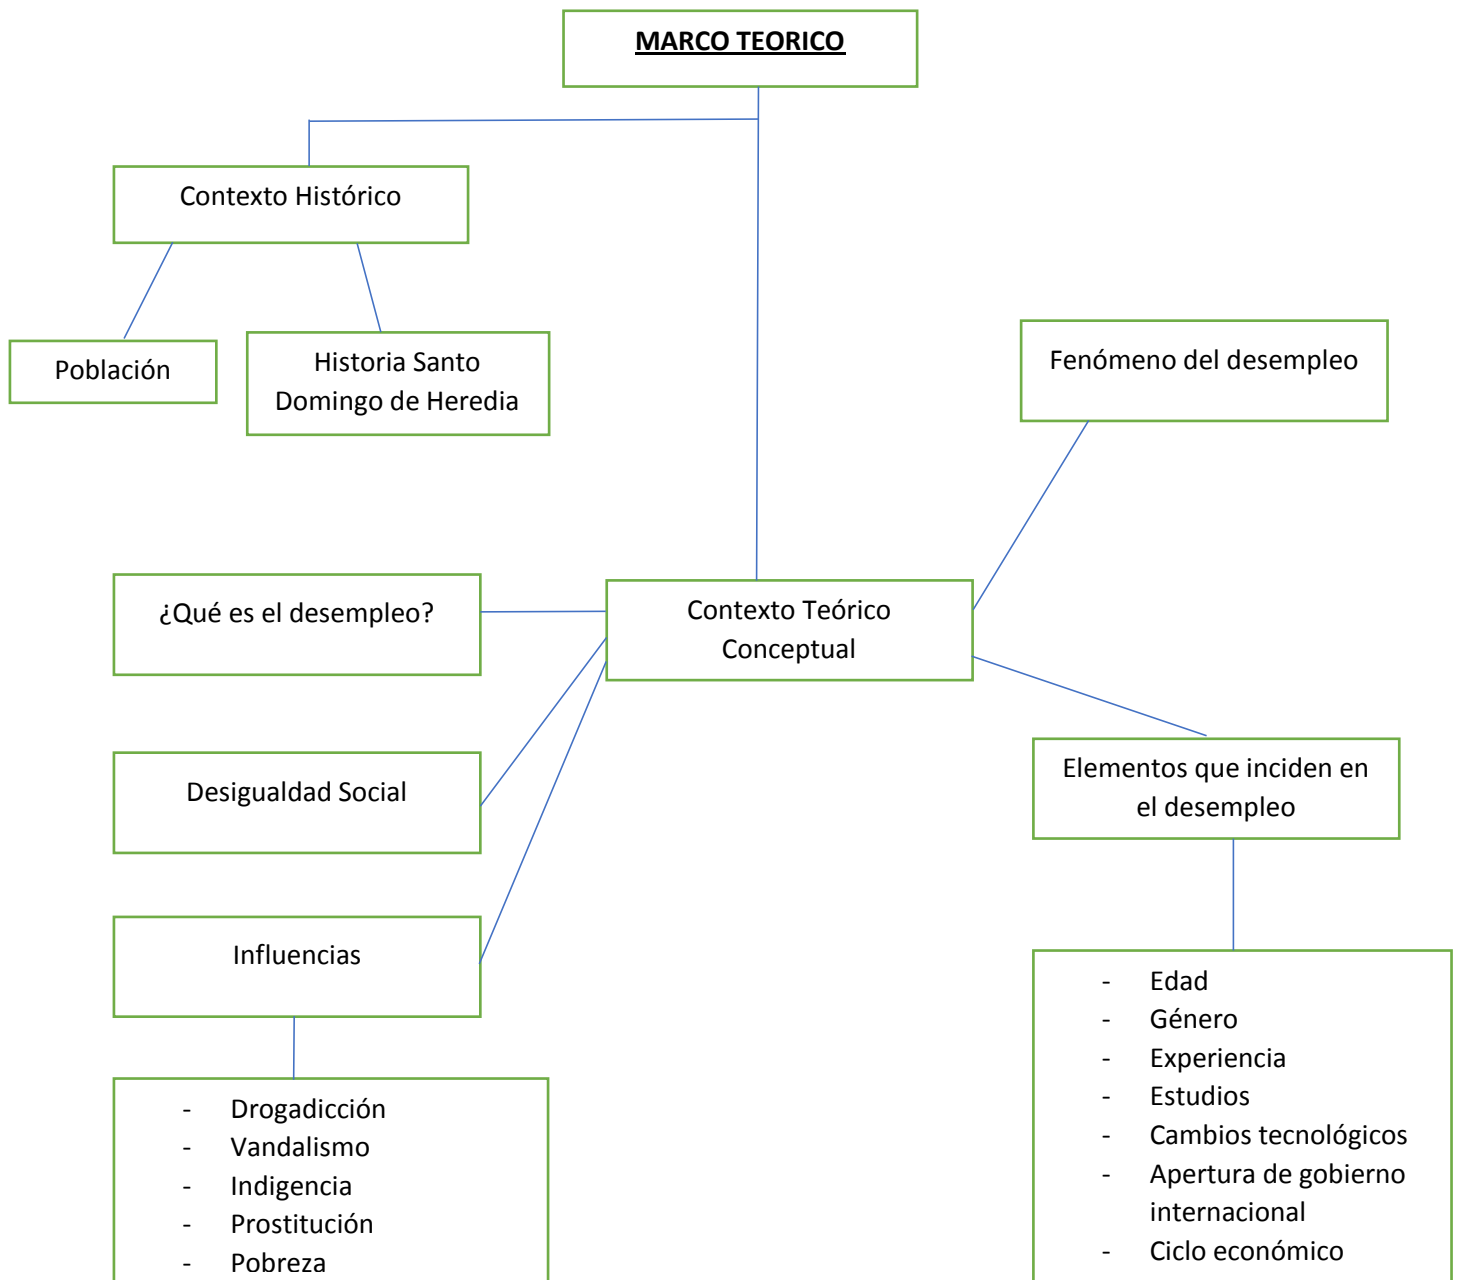 MARCO TEORICO
Contexto Histórico
Población
Historia Santo
Domingo de Heredia
Fenómeno del desempleo
¿Qué es el desempleo?
Contexto Teórico
Conceptual
Desigualdad Social
Elementos que inciden en
el desempleo
Influencias
- Drogadicción
- Vandalismo
- Indigencia
- Prostitución
- Pobreza
- Edad
- Género
- Experiencia
- Estudios
- Cambios tecnológicos
- Apertura de gobierno
internacional
- Ciclo económico